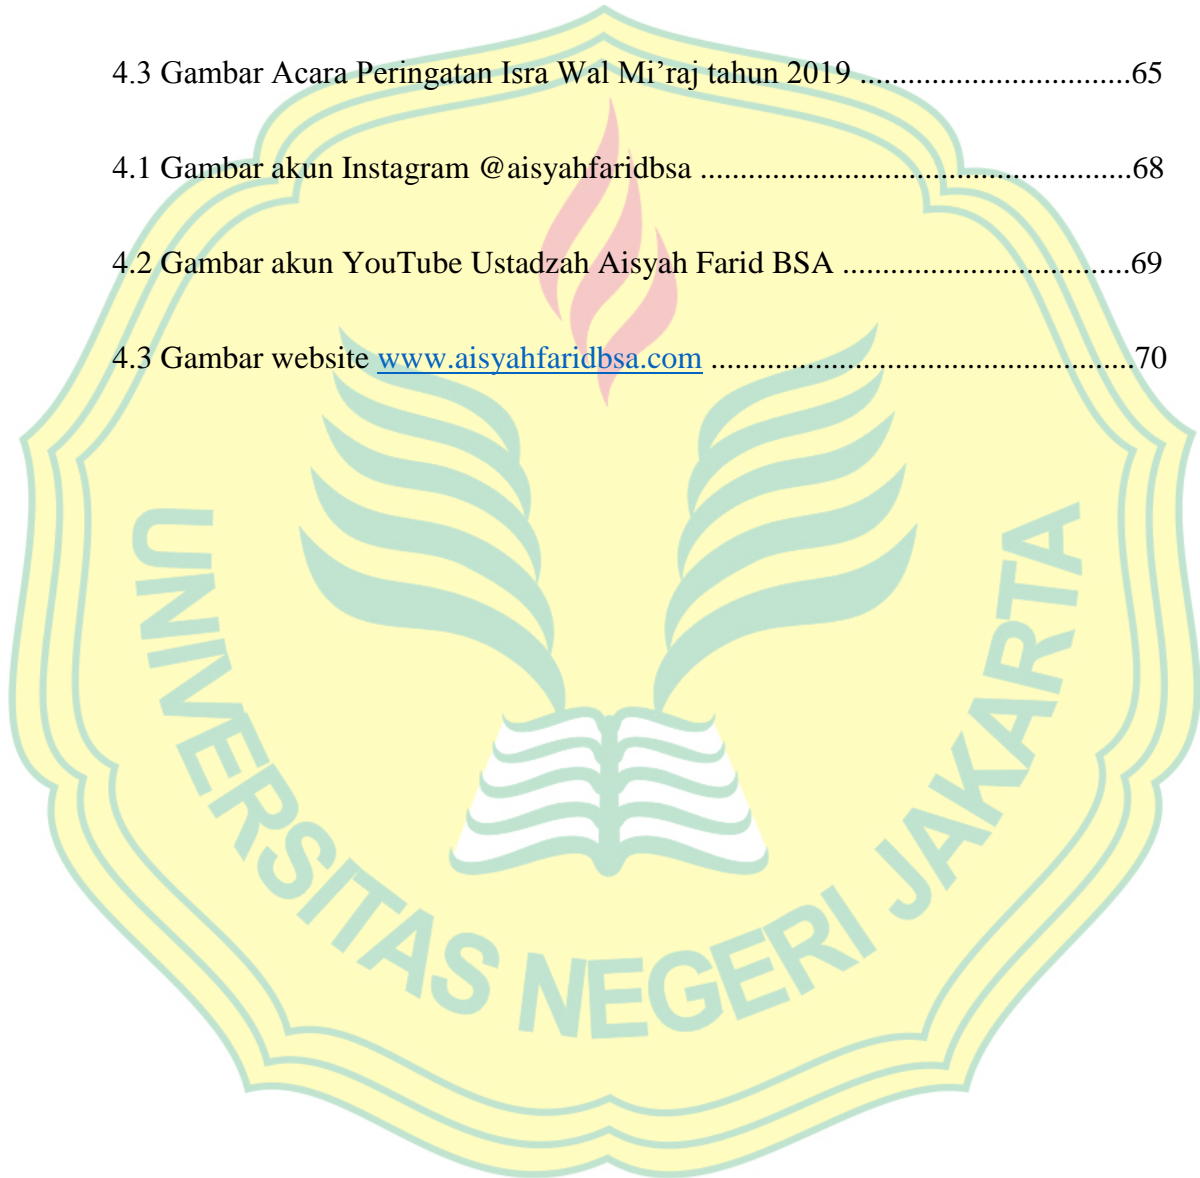 4.3 Gambar Acara Peringatan Isra Wal Mi’raj tahun 2019 ..................................65
4.1 Gambar akun Instagram @aisyahfaridbsa ......................................................68
4.2 Gambar akun YouTube Ustadzah Aisyah Farid BSA ....................................69
4.3 Gambar website www.aisyahfaridbsa.com .....................................................70
UNIVERSITAS NEGERI JAKARTA